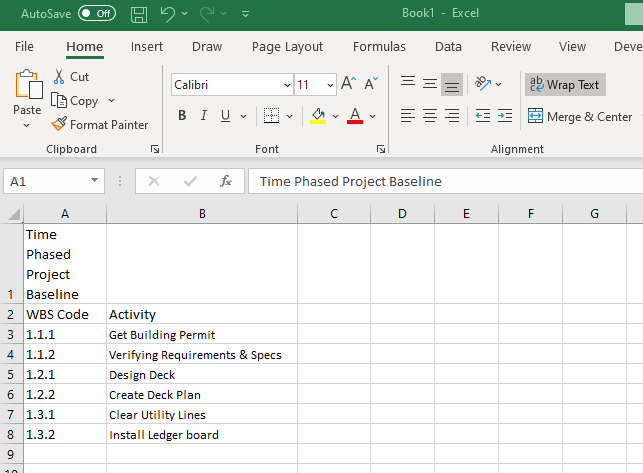 AutoSave Off Book1 - Excel
File Home Insert Draw Page Layout Formulas Data Review View Deve
Paste
Cut
Copy
Format Painter
Calibri 11 A A
B I U A
ab Wrap Text
Merge & Center
Clipboard Font Alignment
A1 fx Time Phased Project Baseline
A B C D E F G
Time
Phased
Project
1 Baseline
2 WBS Code Activity
3 1.1.1 Get Building Permit
4 1.1.2 Verifying Requirements & Specs
5 1.2.1 Design Deck
6 1.2.2 Create Deck Plan
7 1.3.1 Clear Utility Lines
8 1.3.2 Install Ledger board
9